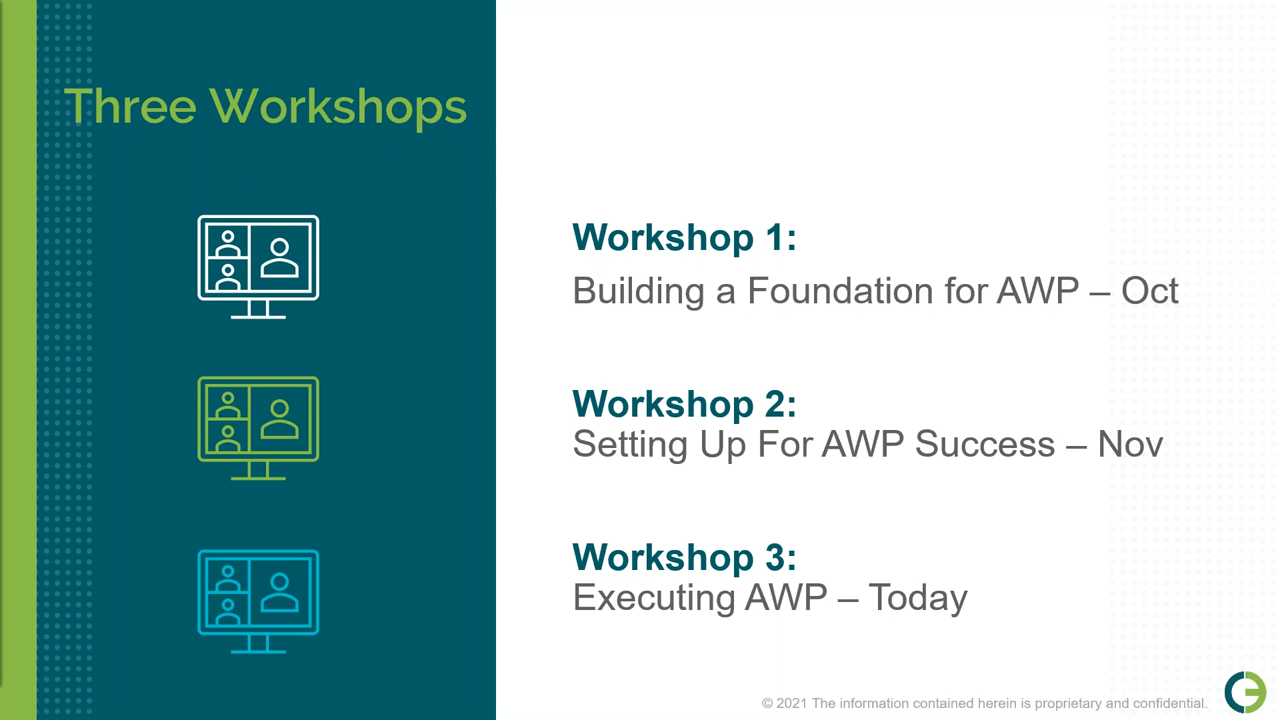 Three Workshops
Workshop 1:
Building a Foundation for AWP – Oct
Workshop 2:
Setting Up For AWP Success – Nov
Workshop 3:
Executing AWP – Today
© 2021 The information contained herein is proprietary and confidential.